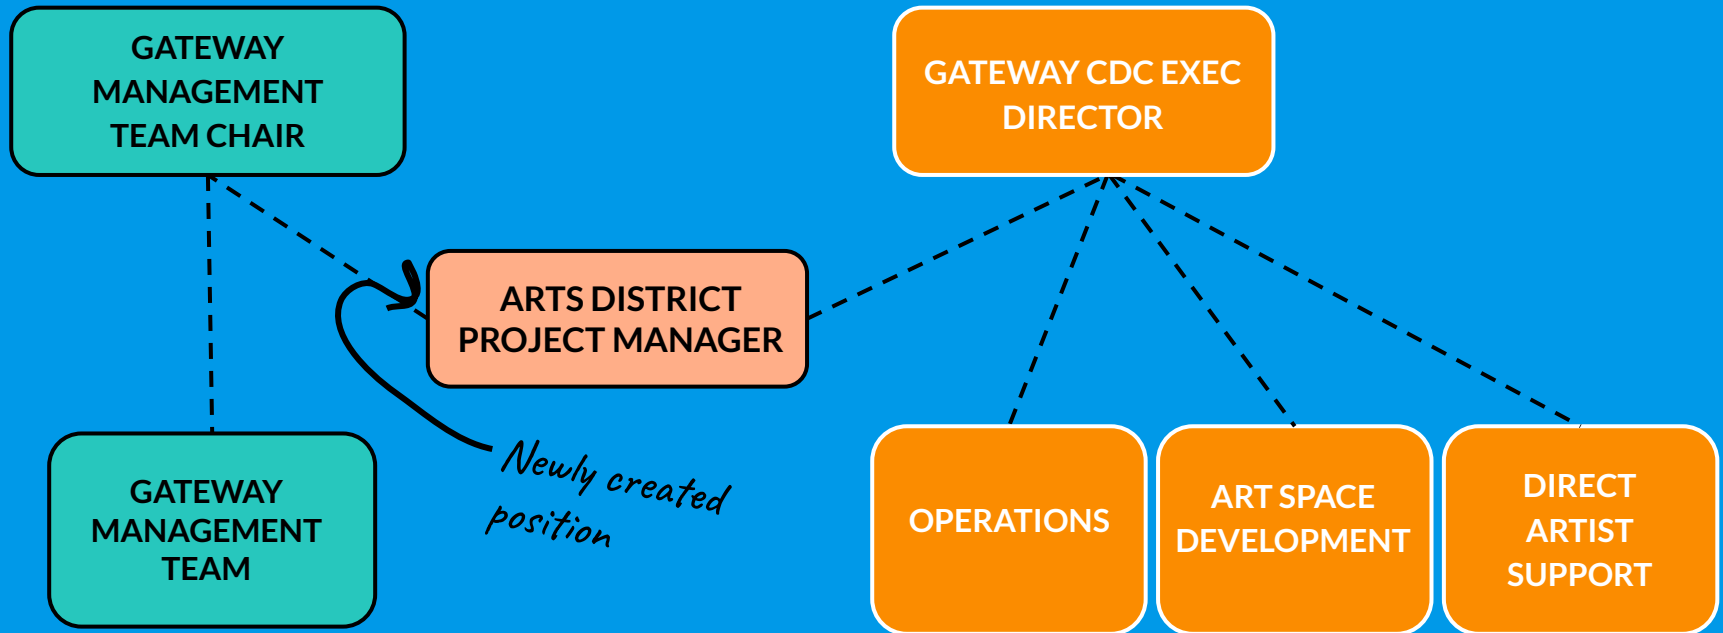 GATEWAY
MANAGEMENT
TEAM CHAIR
GATEWAY CDC EXEC
DIRECTOR
ARTS DISTRICT
PROJECT MANAGER
Newly created
position
GATEWAY
MANAGEMENT
TEAM
OPERATIONS
ART SPACE
DEVELOPMENT
DIRECT
ARTIST
SUPPORT